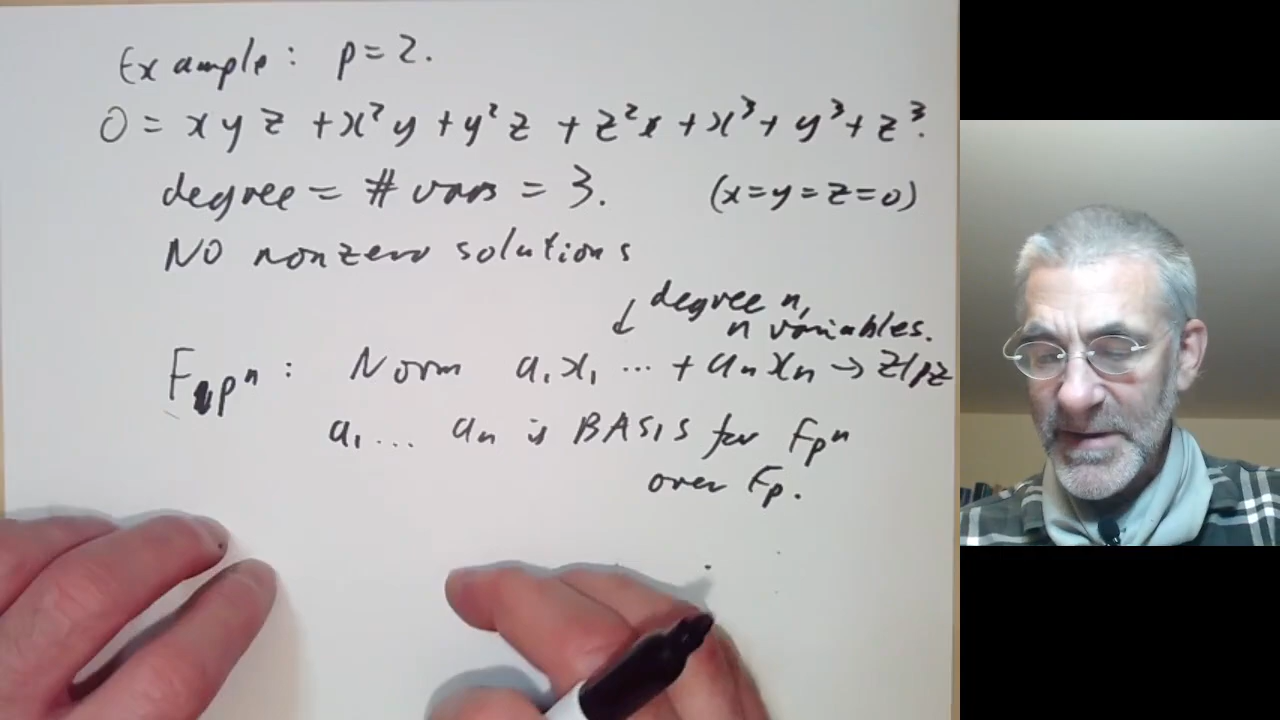 Example: p=2.
0 = xyz + x²y + y²z + z²x + x³ + y³ + z³.
degree = # vars = 3. (x=y=z=0)
NO nonzero solutions
↓ degree n,
n variables.
Fpⁿ: Norm a₁x₁ ... + aₙxₙ → Z/pZ
a₁ ... aₙ is BASIS for Fpⁿ
over Fp.